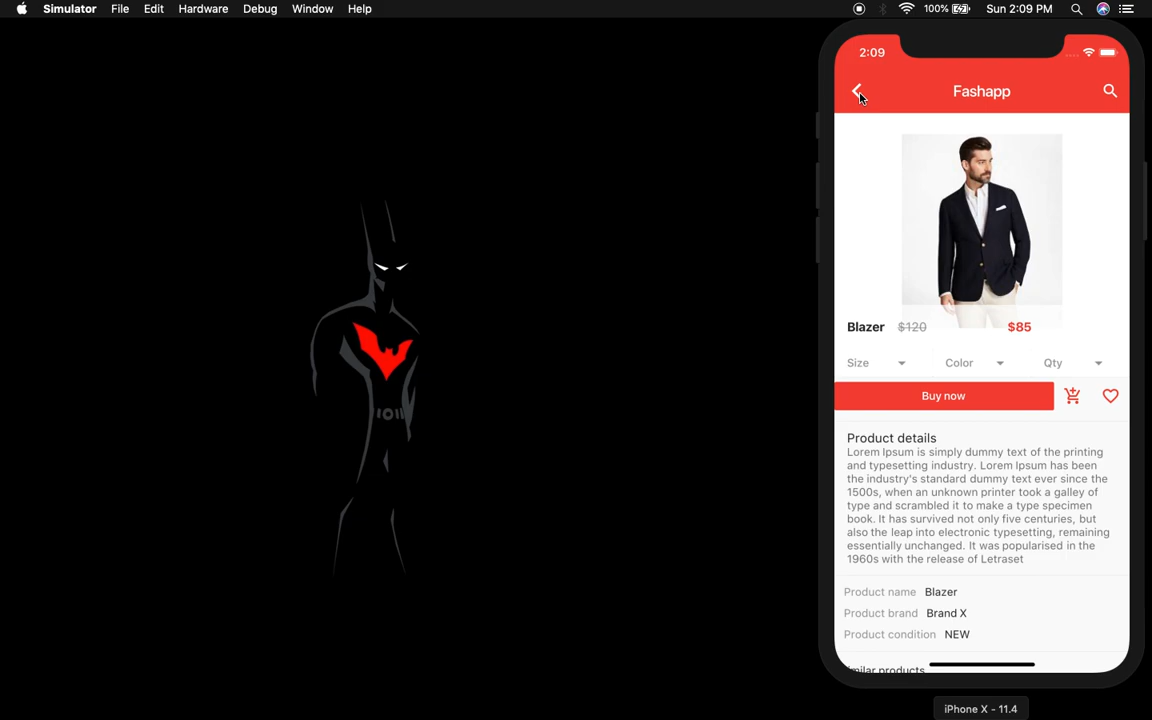 Simulator File Edit Hardware Debug Window Help 100% Sun 2:09 PM
2:09
Fashapp
Blazer $120 $85
Size Color Qty
Buy now
Product details
Lorem Ipsum is simply dummy text of the printing
and typesetting industry. Lorem Ipsum has been
the industry's standard dummy text ever since the
1500s, when an unknown printer took a galley of
type and scrambled it to make a type specimen
book. It has survived not only five centuries, but
also the leap into electronic typesetting, remaining
essentially unchanged. It was popularised in the
1960s with the release of Letraset
Product name Blazer
Product brand Brand X
Product condition NEW
Similar products
iPhone X - 11.4